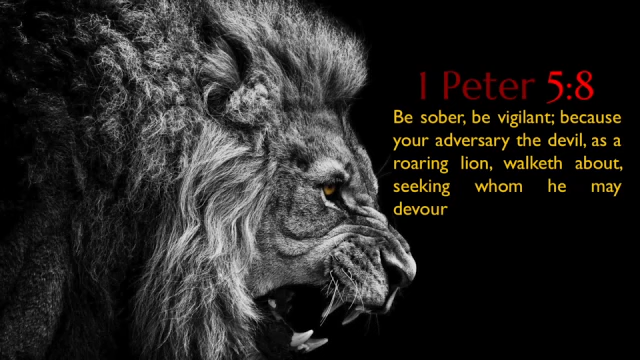 1 Peter 5:8
Be sober, be vigilant; because
your adversary the devil, as a
roaring lion, walketh about,
seeking whom he may
devour